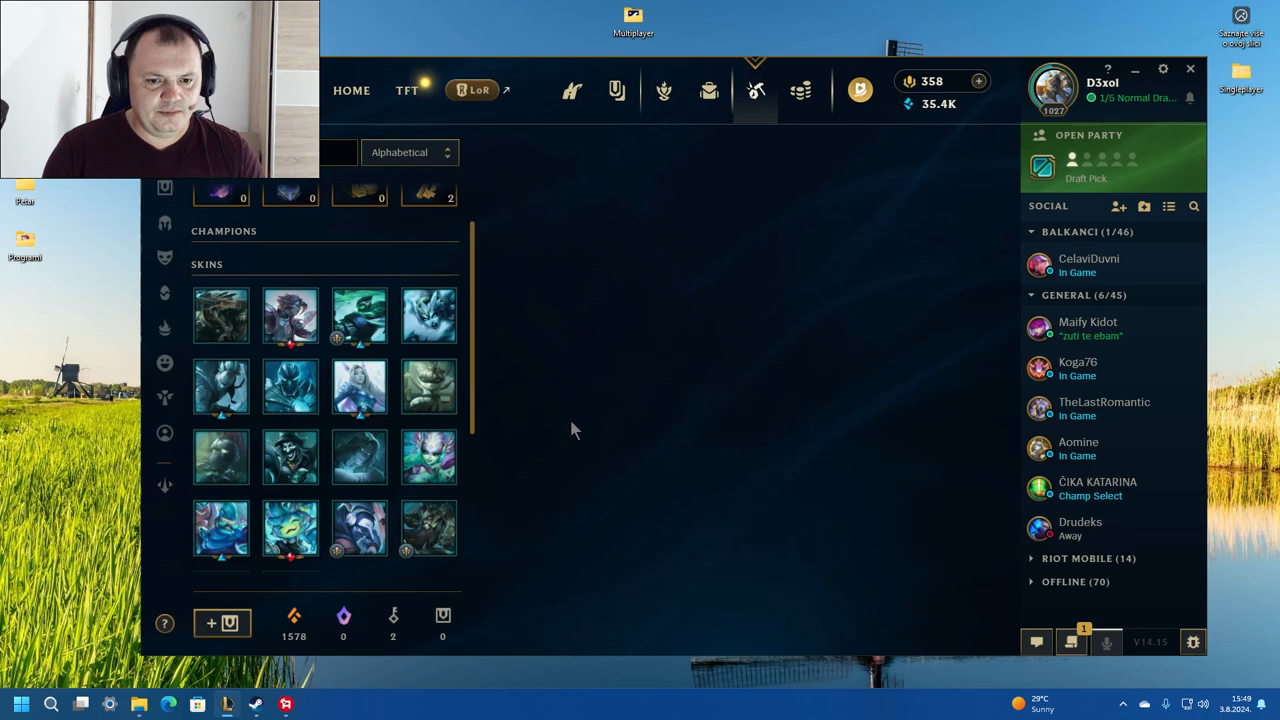 Multiplayer
Saznajte više
o ovoj slici
Singleplayer
Petar
Programi
HOME
TFT
LoR
358
35.4K
1027
D3xol
1/5 Normal Dra...
OPEN PARTY
Draft Pick
Alphabetical
0
0
0
2
CHAMPIONS
SKINS
SOCIAL
BALKANCI (1/46)
CelaviDuvni
In Game
GENERAL (6/45)
Maify Kidot
"zuti te ebam"
Koga76
In Game
TheLastRomantic
In Game
Aomine
In Game
ČIKA KATARINA
Champ Select
Drudeks
Away
RIOT MOBILE (14)
OFFLINE (70)
1578
0
2
0
1
V14.15
29°C
Sunny
15:49
3.8.2024.